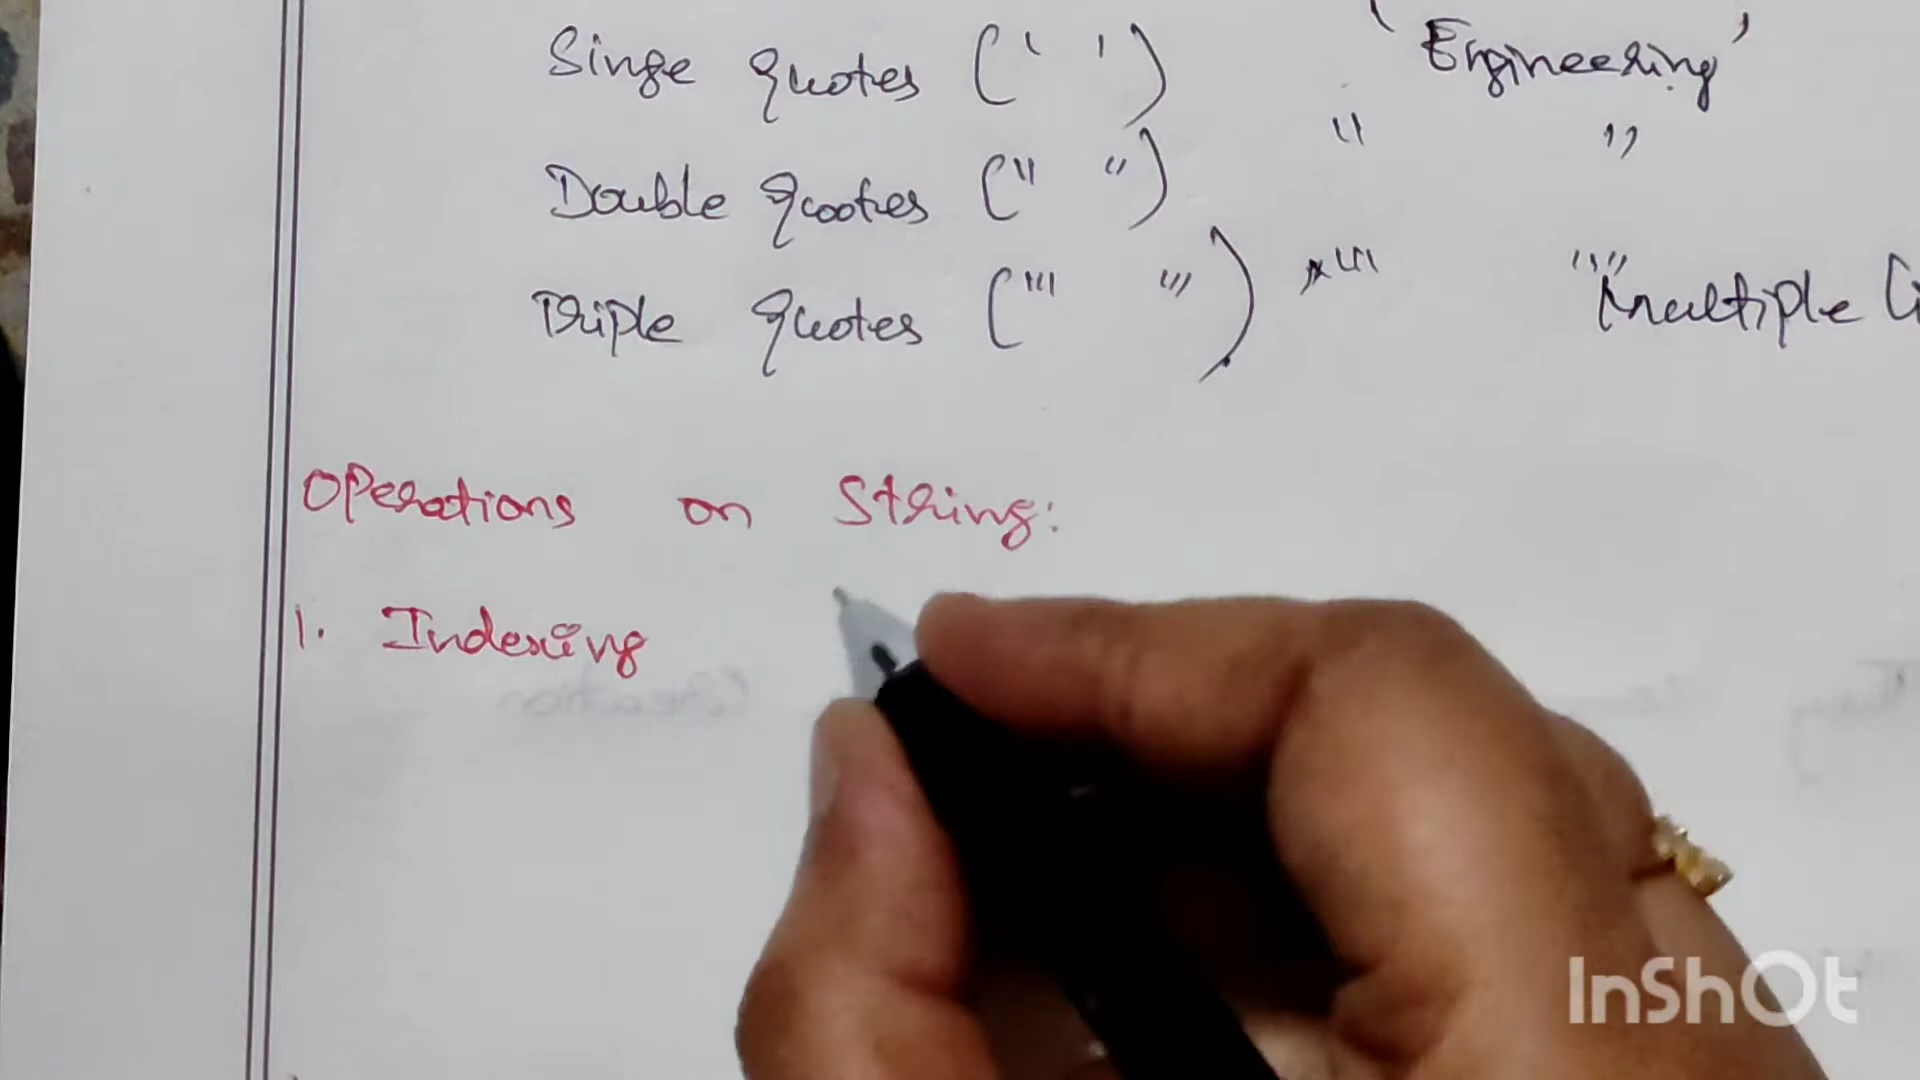 Singe Quotes (' ') 'Engineering'
Double Quotes (" ") " "
Triple Quotes (''' ''') """ """ multiple
Operations on String:
1. Indexing
InShOt